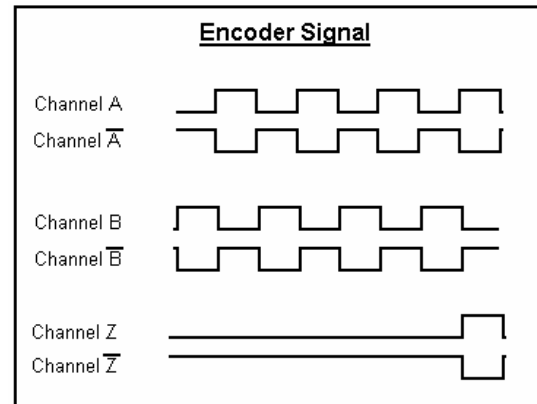 Encoder Signal
Channel A
Channel A̅
Channel B
Channel B̅
Channel Z
Channel Z̅